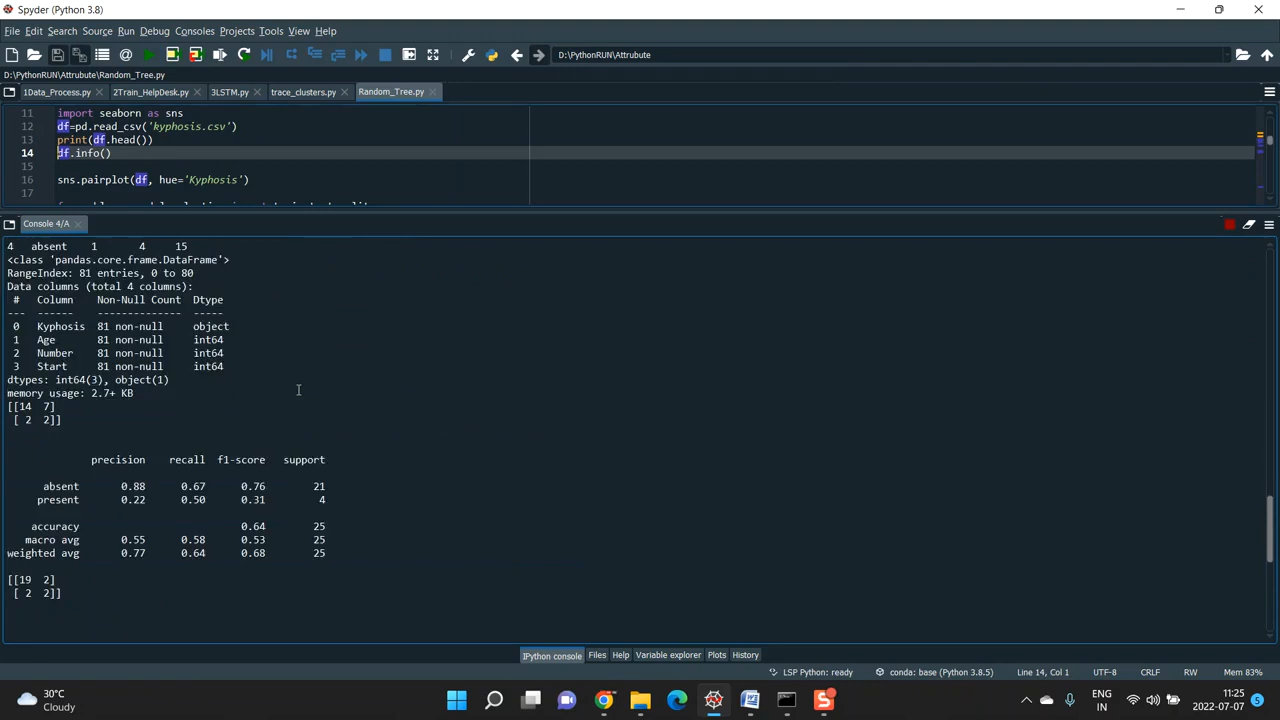 Spyder (Python 3.8)
File Edit Search Source Run Debug Consoles Projects Tools View Help
D:\PythonRUN\Attrubute
D:\PythonRUN\Attrubute\Random_Tree.py
1Data_Process.py 2Train_HelpDesk.py 3LSTM.py trace_clusters.py Random_Tree.py
11 import seaborn as sns
12 df=pd.read_csv('kyphosis.csv')
13 print(df.head())
14 df.info()
15
16 sns.pairplot(df, hue='Kyphosis')
17
Console 4/A
4 absent 1 4 15
<class 'pandas.core.frame.DataFrame'>
RangeIndex: 81 entries, 0 to 80
Data columns (total 4 columns):
# Column Non-Null Count Dtype
--- ------ -------------- -----
0 Kyphosis 81 non-null object
1 Age 81 non-null int64
2 Number 81 non-null int64
3 Start 81 non-null int64
dtypes: int64(3), object(1)
memory usage: 2.7+ KB
[[14 7]
[ 2 2]]
precision recall f1-score support
absent 0.88 0.67 0.76 21
present 0.22 0.50 0.31 4
accuracy 0.64 25
macro avg 0.55 0.58 0.53 25
weighted avg 0.77 0.64 0.68 25
[[19 2]
[ 2 2]]
IPython console Files Help Variable explorer Plots History
LSP Python: ready conda: base (Python 3.8.5) Line 14, Col 1 UTF-8 CRLF RW Mem 83%
30°C
Cloudy
ENG
IN
11:25
2022-07-07
5